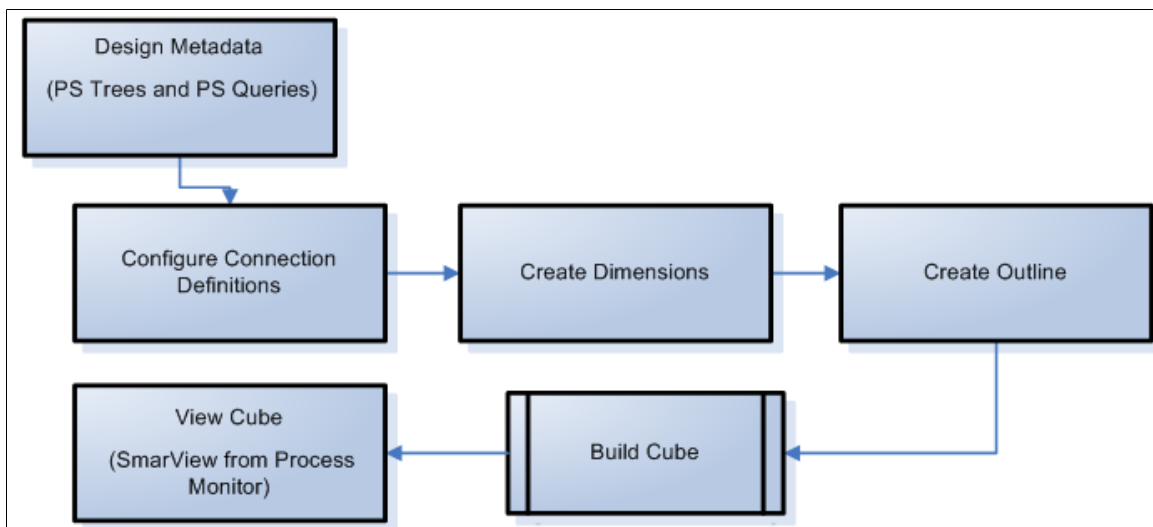 Design Metadata
(PS Trees and PS Queries)
Configure Connection
Definitions
Create Dimensions
Create Outline
View Cube
(SmarView from Process
Monitor)
Build Cube